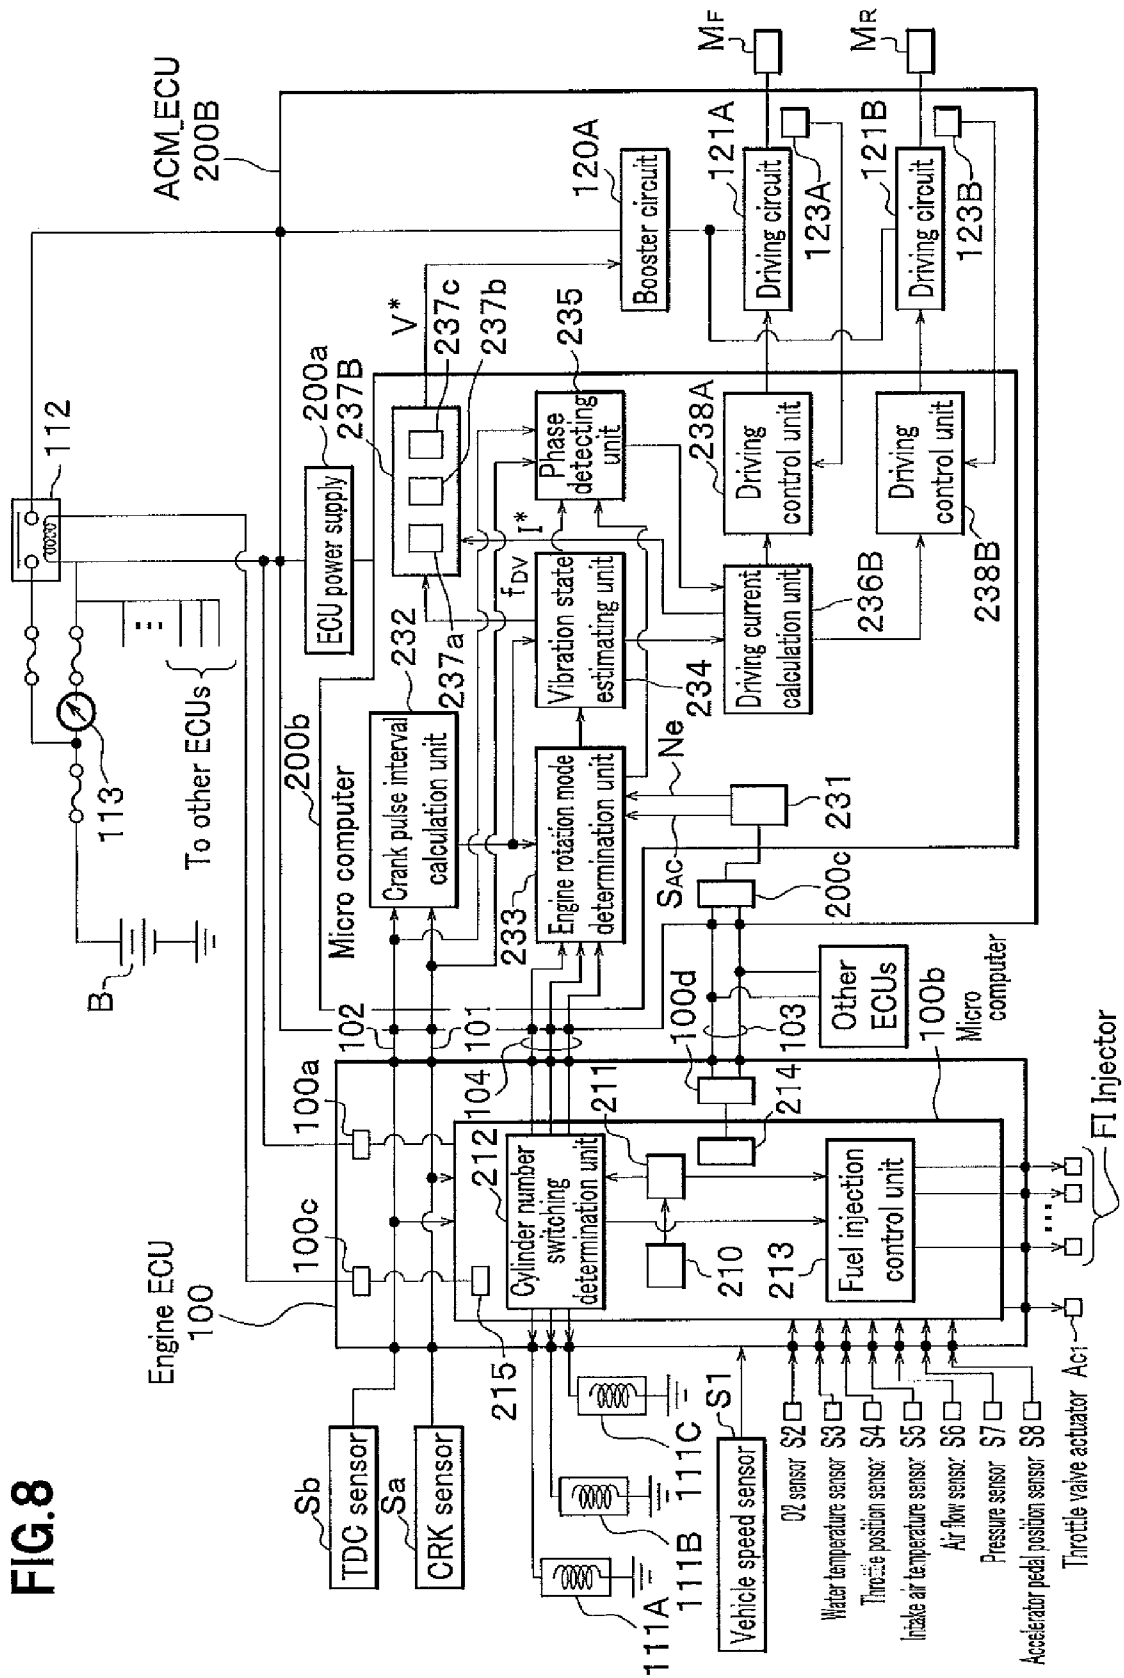 FIG.8
Engine ECU
100
100c
100a
102
101
104
212
215
Cylinder number
switching
determination unit
211
210
213
Fuel injection
control unit
214
100d
103
100b
Micro
computer
Other
ECUs
FI Injector
Throttle valve actuator Ac1
Sb
TDC sensor
Sa
CRK sensor
111A
111B
111C
Vehicle speed sensor
S1
O2 sensor S2
Water temperature sensor S3
Throttle position sensor S4
Intake air temperature sensor S5
Air flow sensor S6
Pressure sensor S7
Accelerator pedal position sensor S8
B
113
112
To other ECUs
ACM_ECU
200B
200b
Micro computer
ECU power supply
200a
237B
237a
237b
237c
V*
232
Crank pulse interval
calculation unit
233
Engine rotation mode
determination unit
SAC
Ne
231
200c
fDV
I*
Vibration state
estimating unit
234
Phase
detecting
unit
235
Driving current
calculation unit
236B
238A
Driving
control unit
Driving
control unit
238B
Booster circuit
120A
Driving circuit
121A
123A
Driving circuit
121B
123B
MF
MR